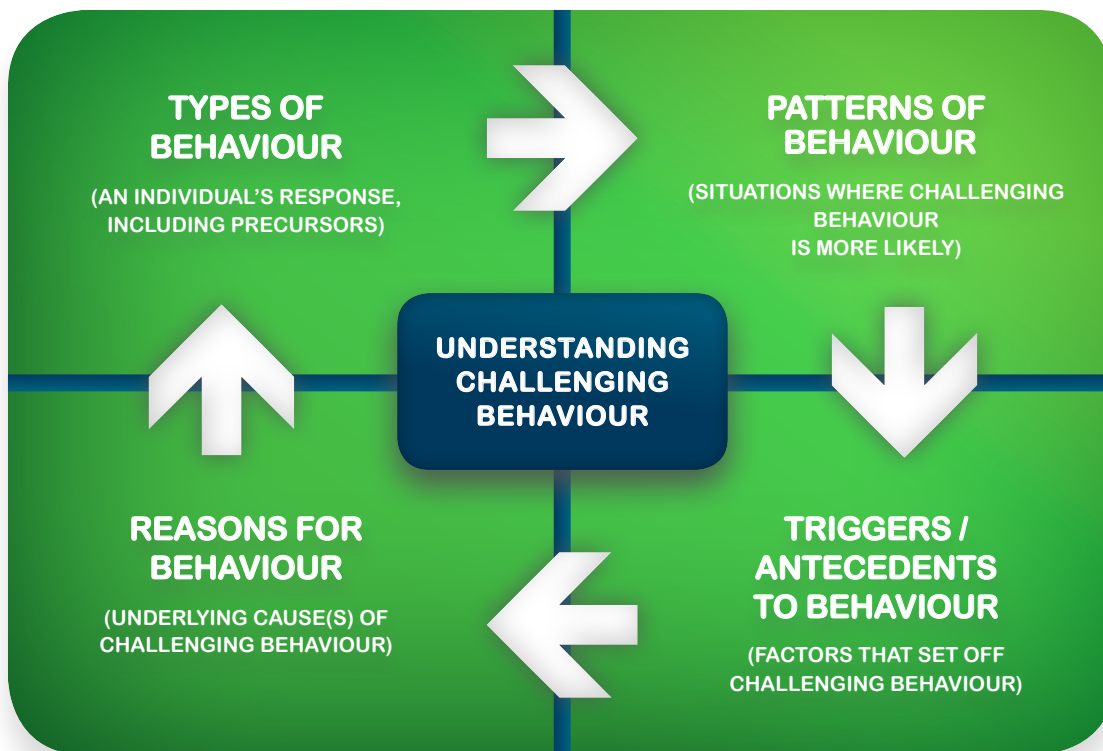 TYPES OF
BEHAVIOUR
(AN INDIVIDUAL'S RESPONSE,
INCLUDING PRECURSORS)
PATTERNS OF
BEHAVIOUR
(SITUATIONS WHERE CHALLENGING
BEHAVIOUR
IS MORE LIKELY)
UNDERSTANDING
CHALLENGING
BEHAVIOUR
REASONS FOR
BEHAVIOUR
(UNDERLYING CAUSE(S) OF
CHALLENGING BEHAVIOUR)
TRIGGERS /
ANTECEDENTS
TO BEHAVIOUR
(FACTORS THAT SET OFF
CHALLENGING BEHAVIOUR)